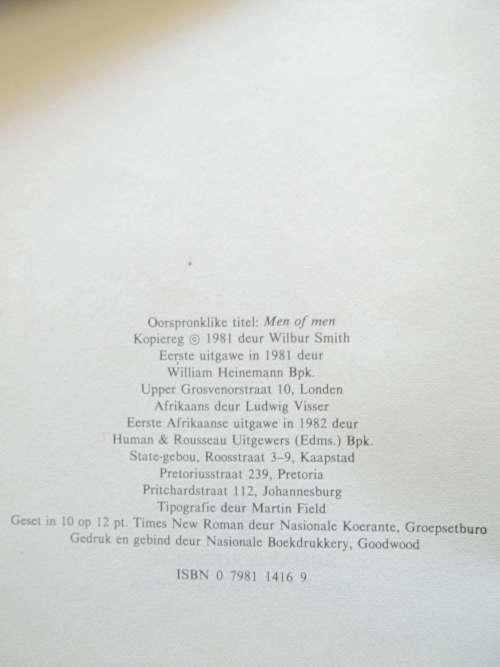 Oorspronklike titel: Men of men
Kopiereg © 1981 deur Wilbur Smith
Eerste uitgawe in 1981 deur
William Heinemann Bpk.
Upper Grosvenorstraat 10, Londen
Afrikaans deur Ludwig Visser
Eerste Afrikaanse uitgawe in 1982 deur
Human & Rousseau Uitgewers (Edms.) Bpk.
State-gebou, Roosstraat 3–9, Kaapstad
Pretoriusstraat 239, Pretoria
Pritchardstraat 112, Johannesburg
Tipografie deur Martin Field
Geset in 10 op 12 pt. Times New Roman deur Nasionale Koerante, Groepsetburo
Gedruk en gebind deur Nasionale Boekdrukkery, Goodwood
ISBN 0 7981 1416 9